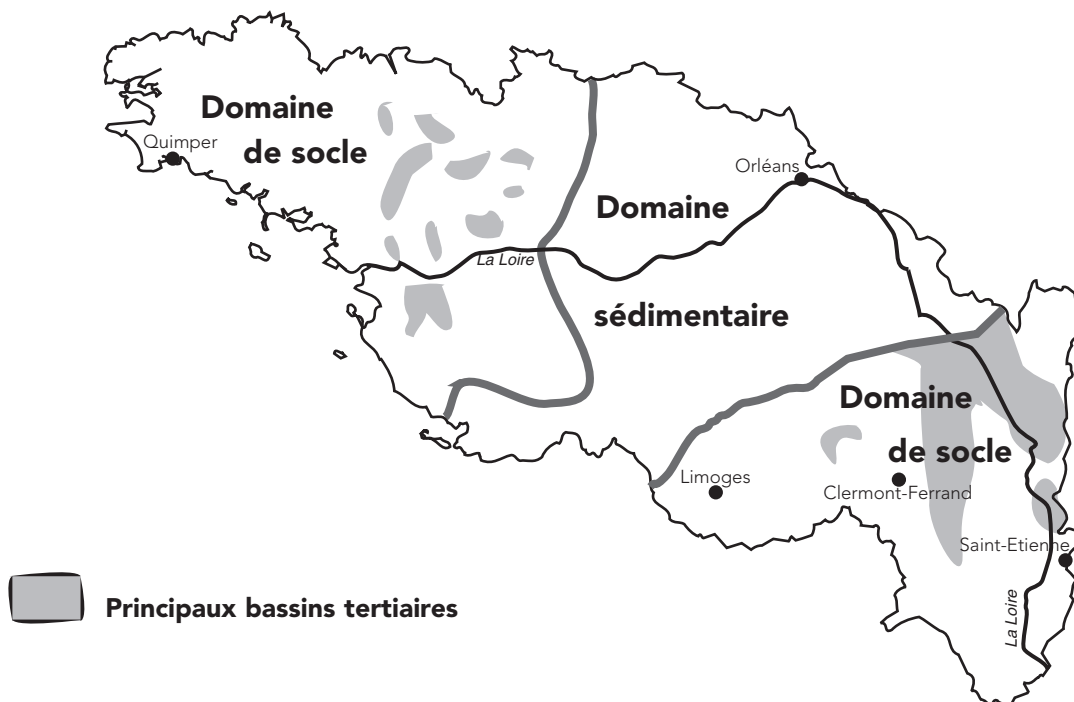 Domaine
de socle
Quimper
Orléans
Domaine
La Loire
sédimentaire
Domaine
de socle
Limoges
Clermont-Ferrand
Saint-Etienne
La Loire
Principaux bassins tertiaires